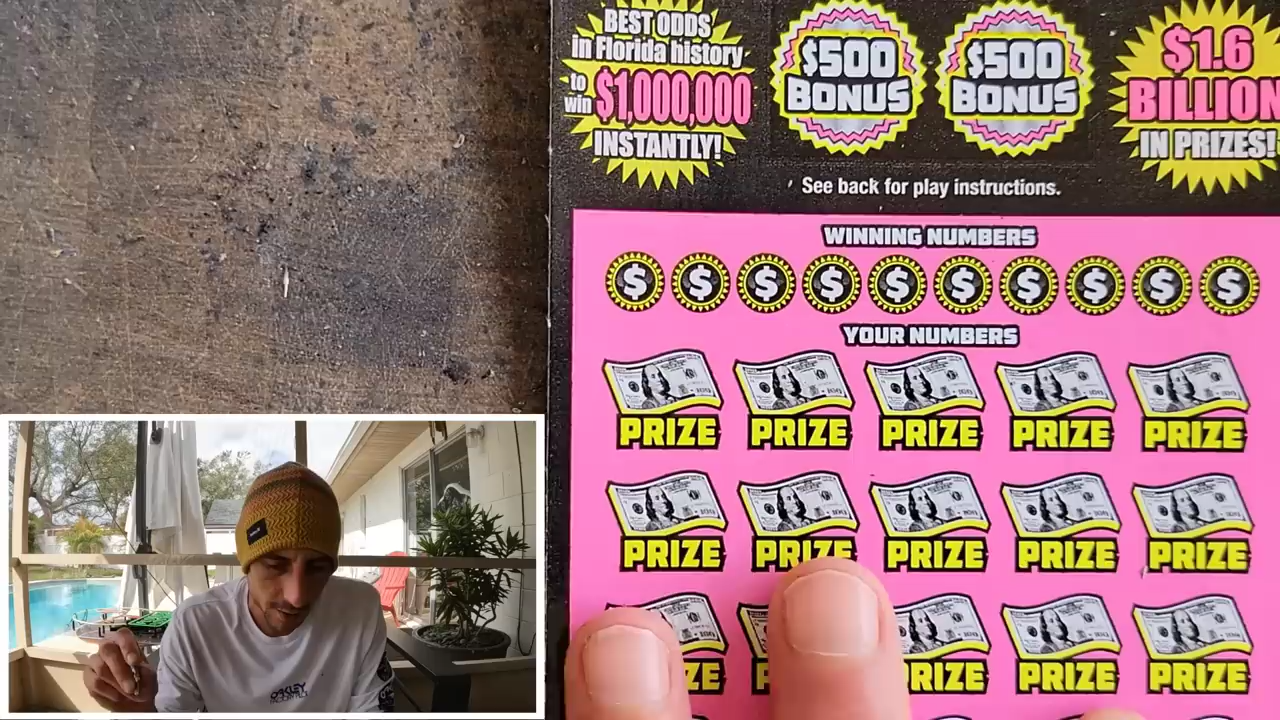 BEST ODDS
in Florida history
to win $1,000,000
INSTANTLY!
$500
BONUS
$500
BONUS
$1.6
BILLION
IN PRIZES!
See back for play instructions.
WINNING NUMBERS
$ $ $ $ $ $ $ $ $ $
YOUR NUMBERS
PRIZE PRIZE PRIZE PRIZE PRIZE
PRIZE PRIZE PRIZE PRIZE PRIZE
PRIZE PRIZE PRIZE
OAKLEY